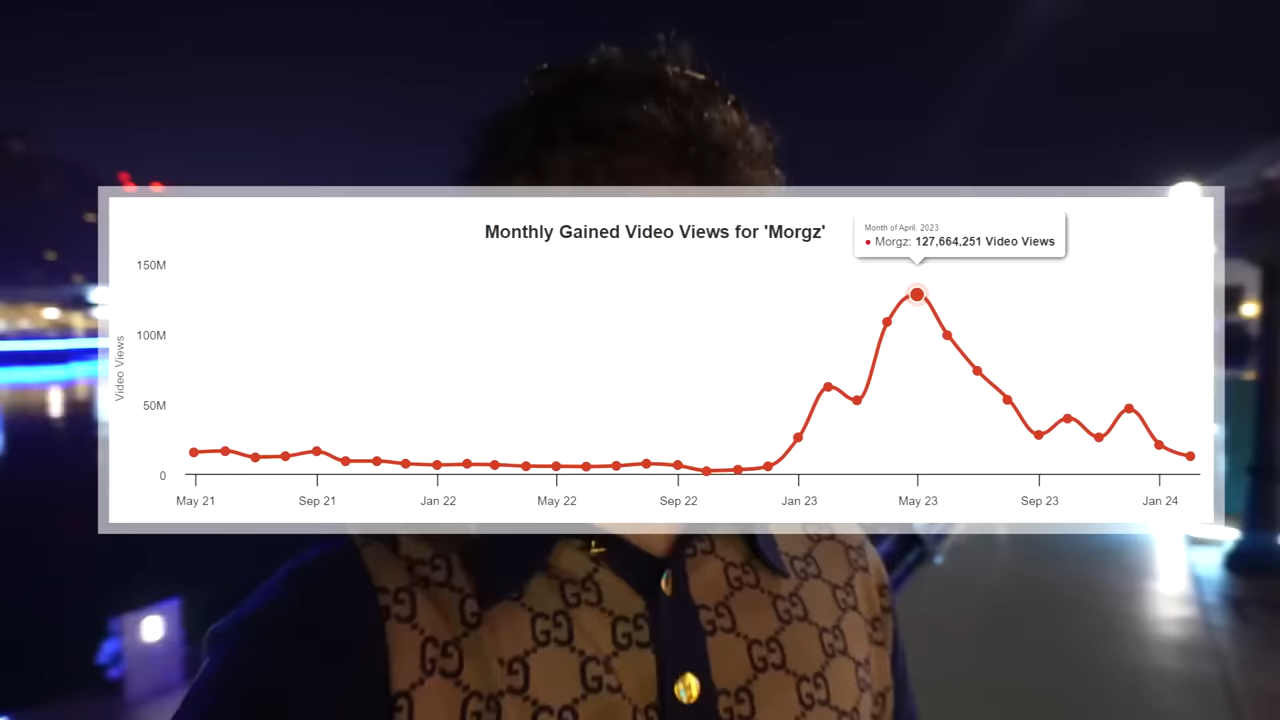 Monthly Gained Video Views for 'Morgz'
Month of April. 2023
● Morgz: 127,664,251 Video Views
150M
100M
50M
0
Video Views
May 21
Sep 21
Jan 22
May 22
Sep 22
Jan 23
May 23
Sep 23
Jan 24